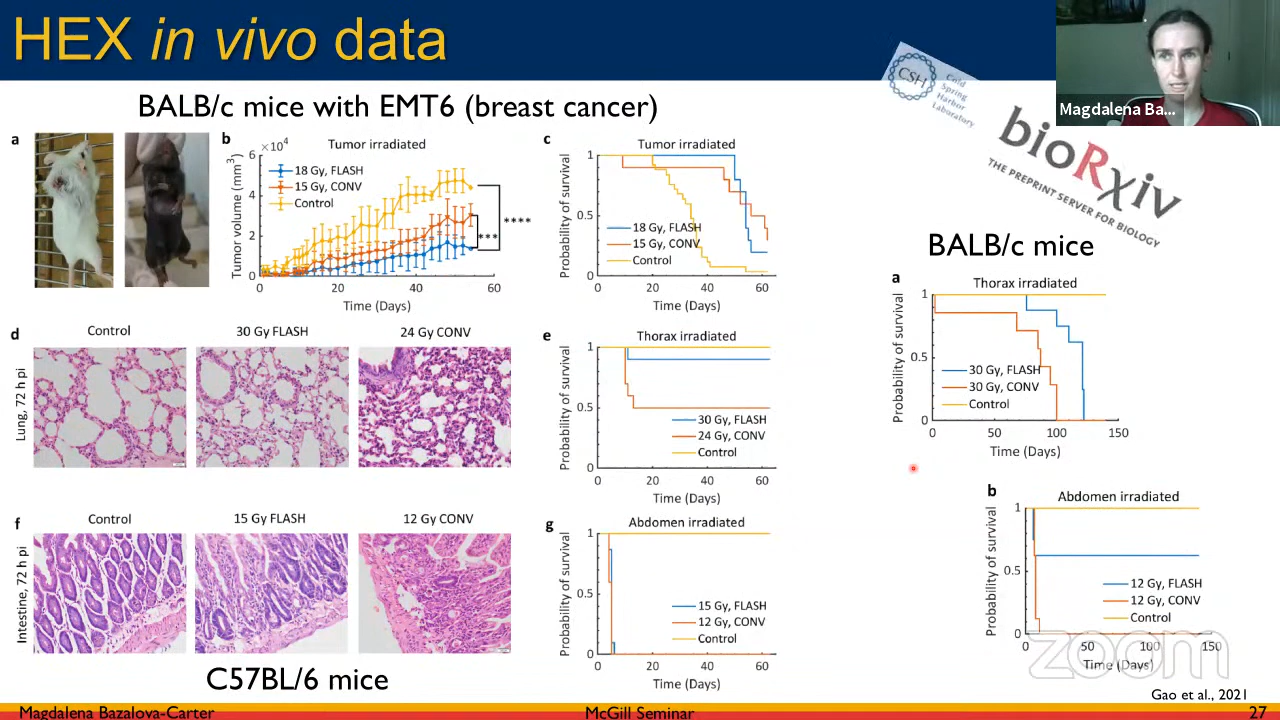 HEX in vivo data
CSH Cold
Spring
Harbor
Laboratory
bioRxiv
THE PREPRINT SERVER FOR BIOLOGY
Magdalena Ba...
BALB/c mice with EMT6 (breast cancer)
a
b
×10⁴
Tumor irradiated
Tumor volume (mm³)
6
4
2
0
18 Gy, FLASH
15 Gy, CONV
Control
****
***
0 20 40 60
Time (Days)
c
Tumor irradiated
Probability of survival
1
0.5
0
18 Gy, FLASH
15 Gy, CONV
Control
0 20 40 60
Time (Days)
d
Control
30 Gy FLASH
24 Gy CONV
Lung, 72 h pi
e
Thorax irradiated
Probability of survival
1
0.5
0
30 Gy, FLASH
24 Gy, CONV
Control
0 20 40 60
Time (Days)
f
Control
15 Gy FLASH
12 Gy CONV
Intestine, 72 h pi
g
Abdomen irradiated
Probability of survival
1
0.5
0
15 Gy, FLASH
12 Gy, CONV
Control
0 20 40 60
Time (Days)
C57BL/6 mice
BALB/c mice
a
Thorax irradiated
Probability of survival
1
0.5
0
30 Gy, FLASH
30 Gy, CONV
Control
0 50 100 150
Time (Days)
b
Abdomen irradiated
Probability of survival
1
0.5
0
12 Gy, FLASH
12 Gy, CONV
Control
0 50 100 150
Time (Days)
zoom
Gao et al., 2021
Magdalena Bazalova-Carter
McGill Seminar
27